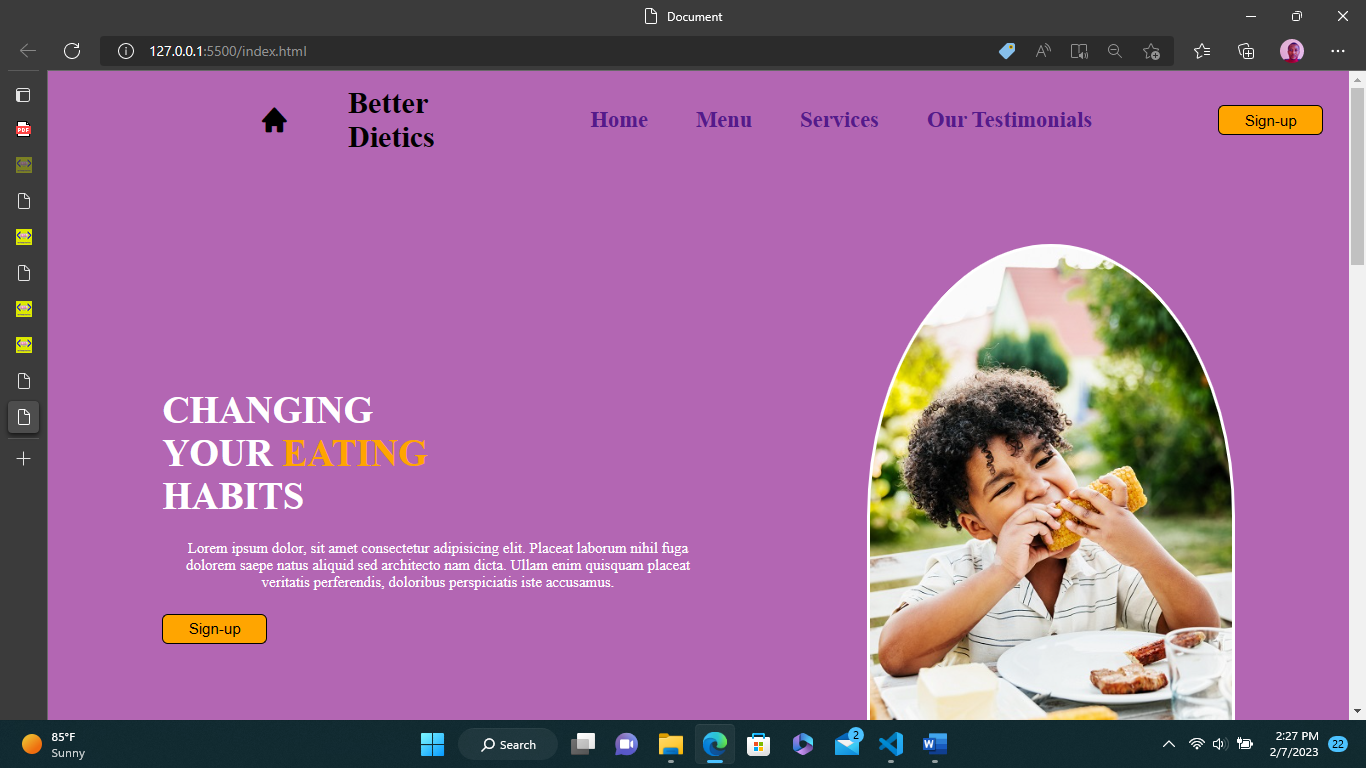 Document
127.0.0.1:5500/index.html
PDF
Better
Dietics
Home Menu Services Our Testimonials
Sign-up
CHANGING
YOUR EATING
HABITS
Lorem ipsum dolor, sit amet consectetur adipisicing elit. Placeat laborum nihil fuga
dolorem saepe natus aliquid sed architecto nam dicta. Ullam enim quisquam placeat
veritatis perferendis, doloribus perspiciatis iste accusamus.
Sign-up
85°F
Sunny
Search
2
2:27 PM
2/7/2023
22